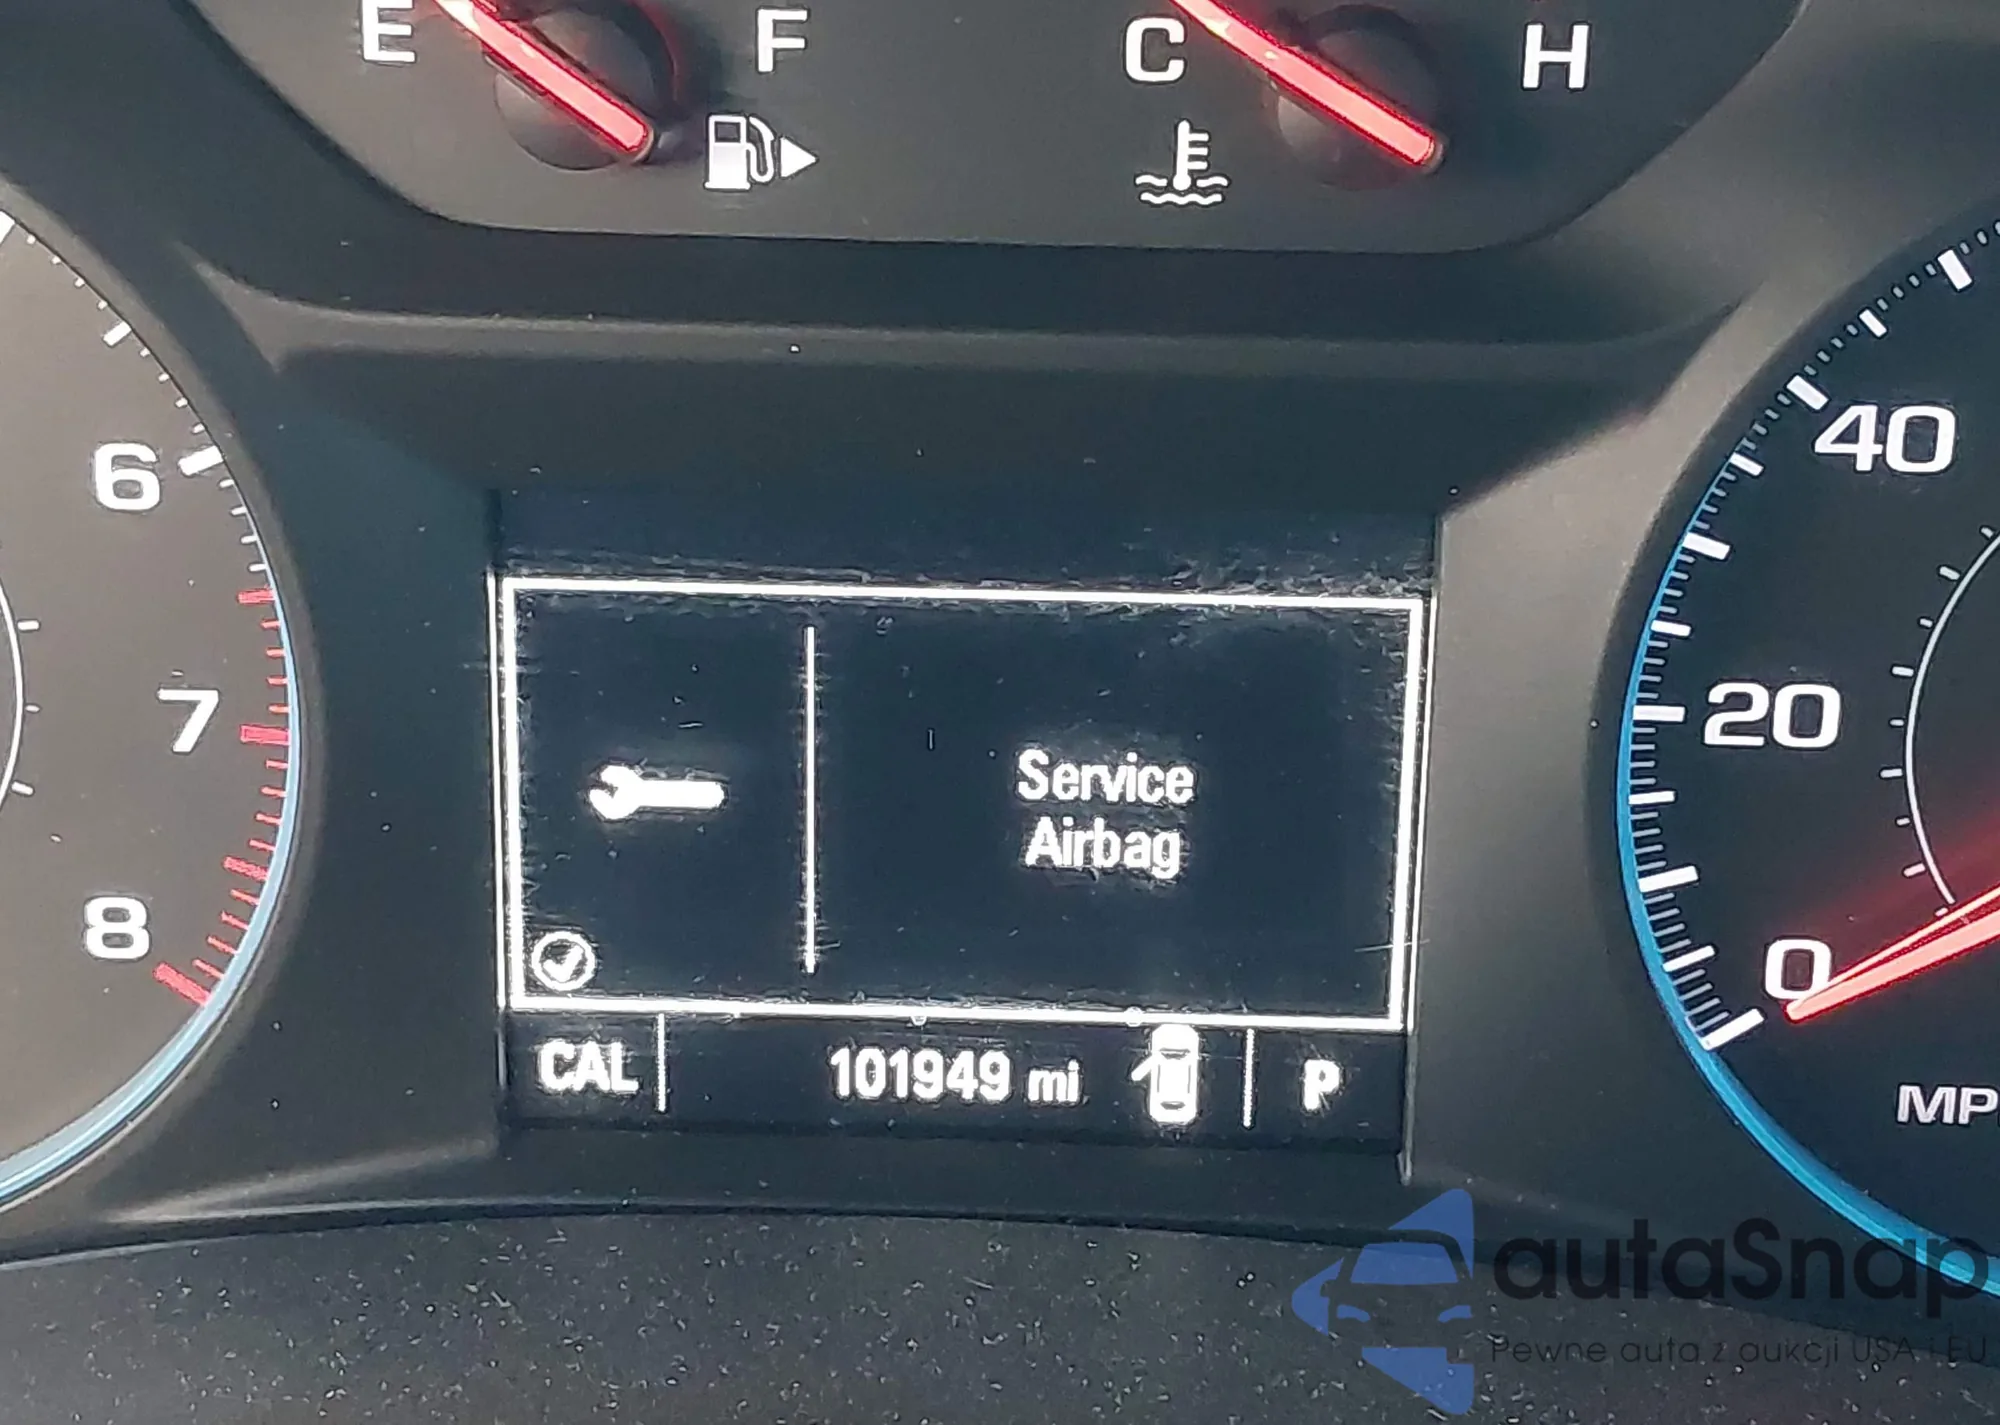 E F C H
6
7
8
40
20
0
MP
Service
Airbag
CAL 101949 mi P
autaSnap
Pewne auta z aukcji USA i EU